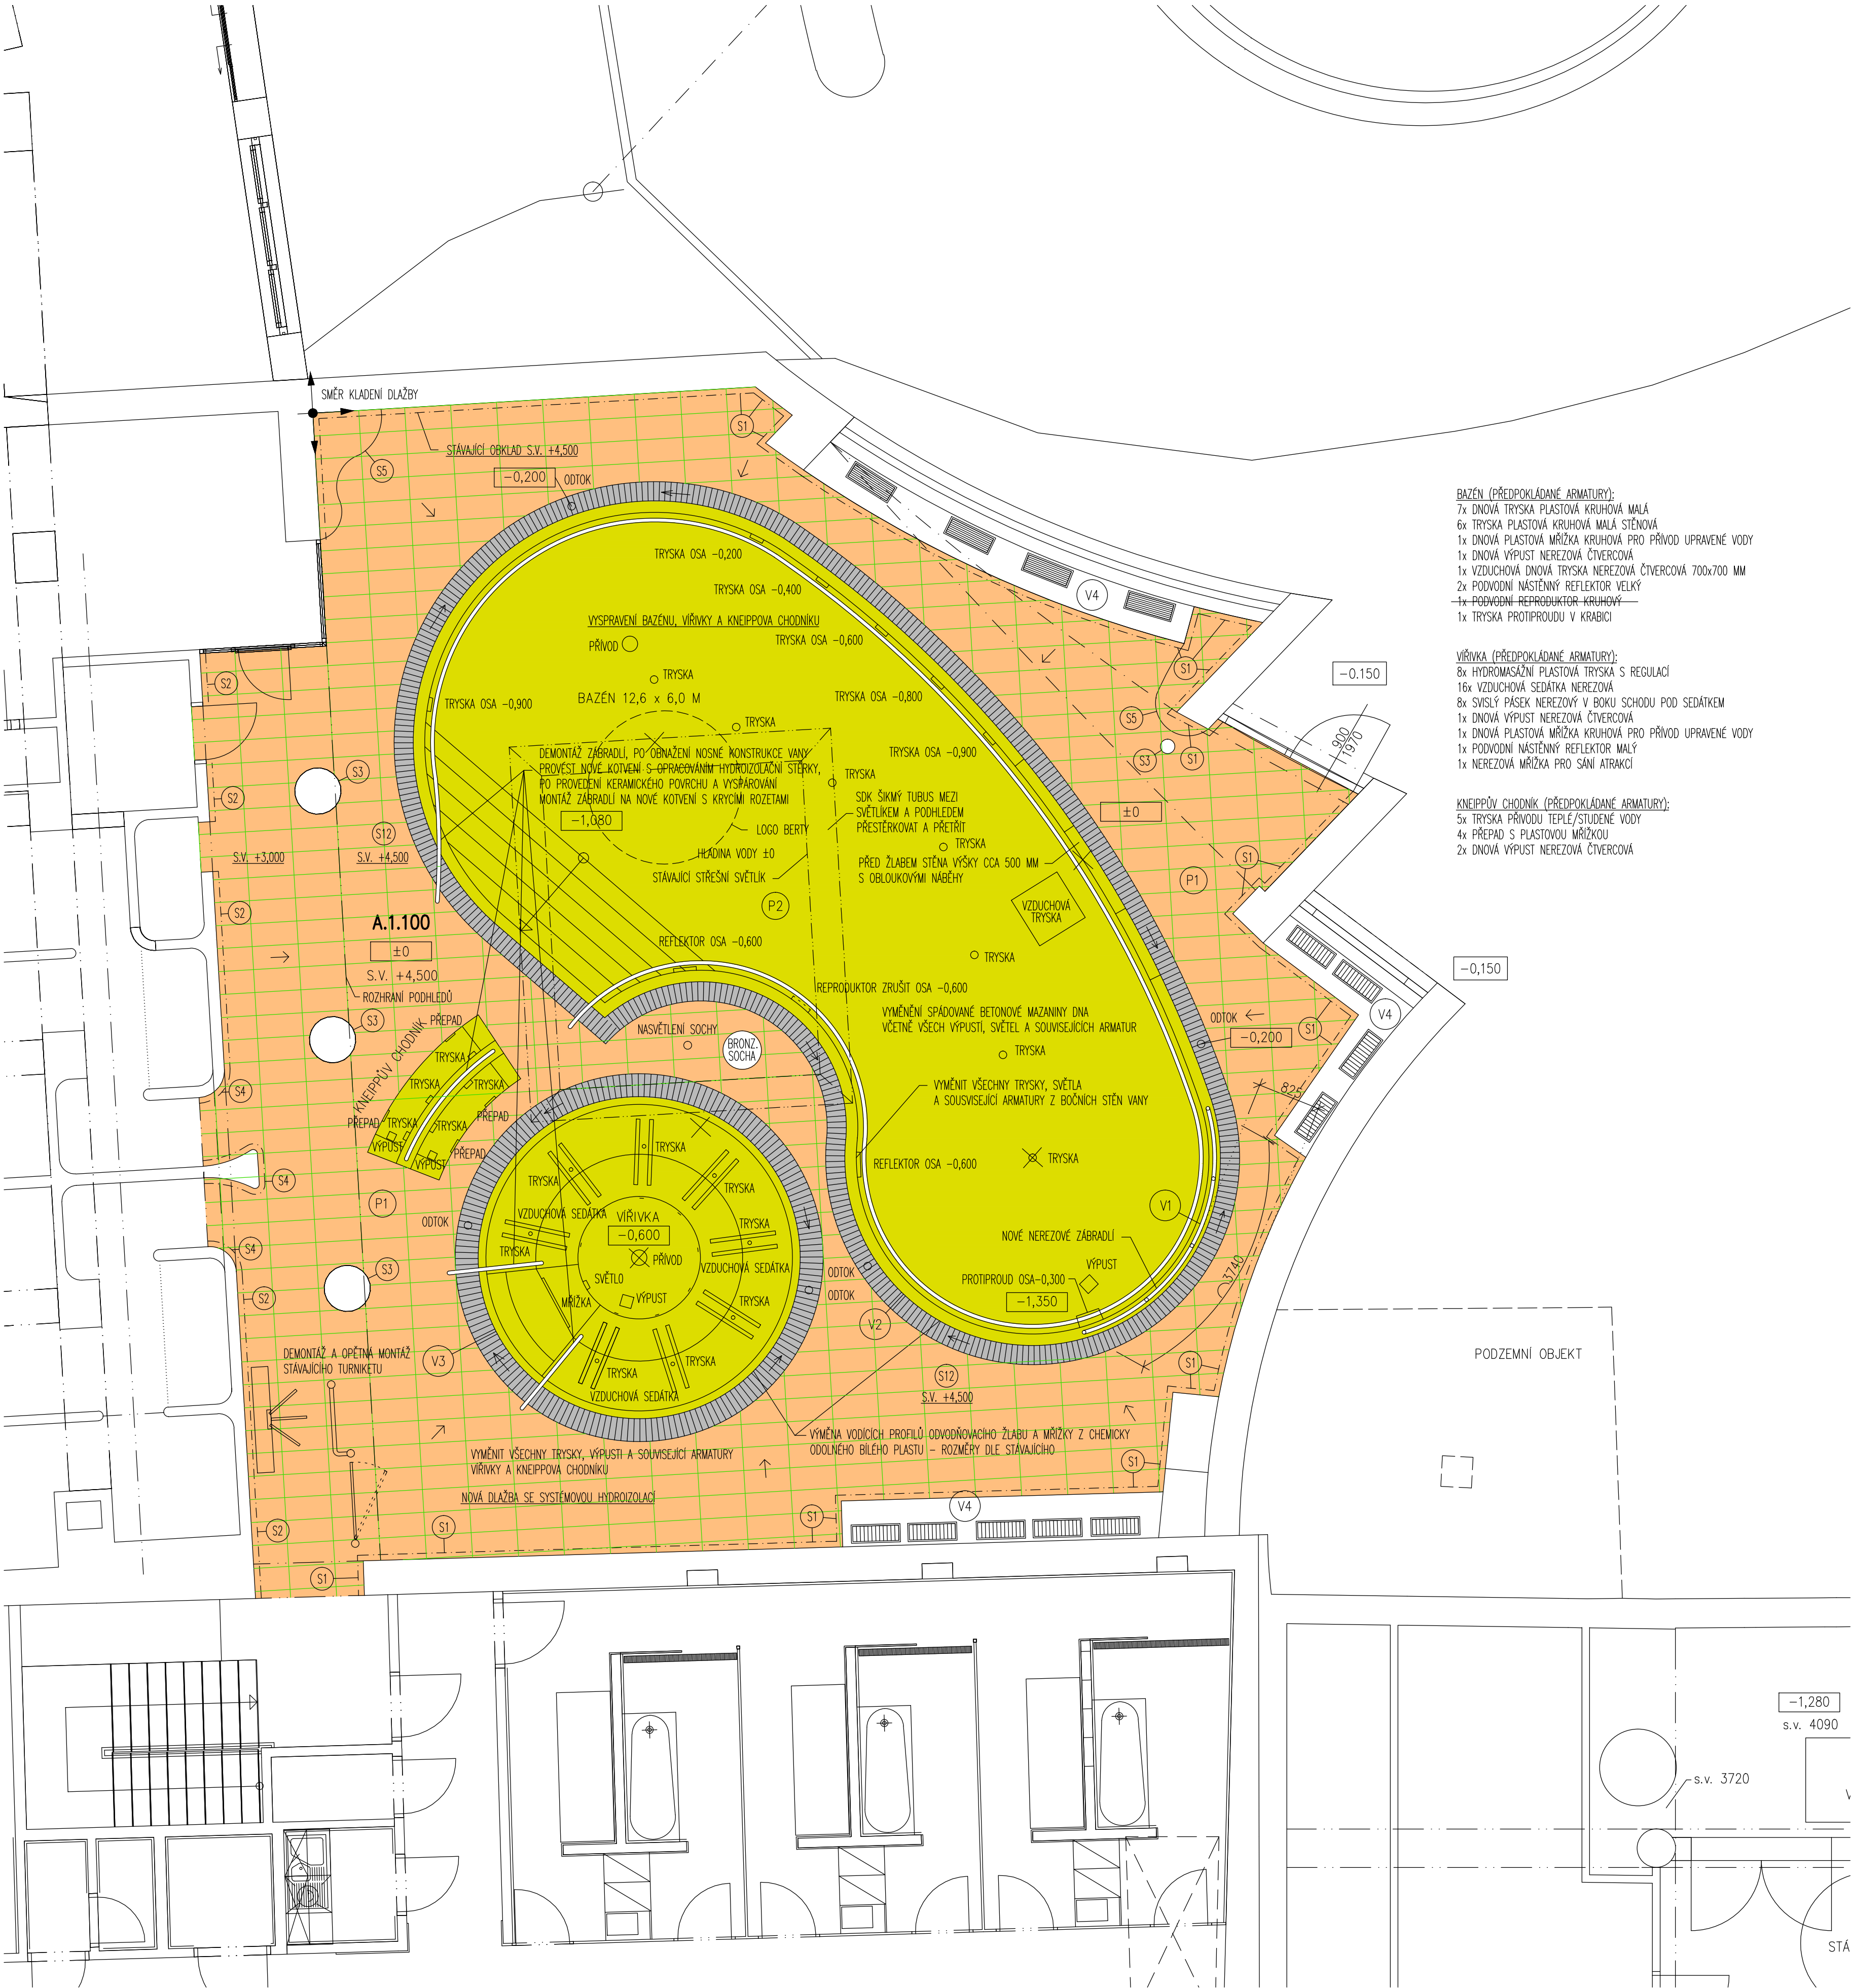 SMĚR KLADENÍ DLAŽBY
S1
STÁVAJÍCÍ OBKLAD S.V. +4,500
S5
-0,200
ODTOK
BAZÉN (PŘEDPOKLÁDANÉ ARMATURY):
7x DNOVÁ TRYSKA PLASTOVÁ KRUHOVÁ MALÁ
6x TRYSKA PLASTOVÁ KRUHOVÁ MALÁ STĚNOVÁ
1x DNOVÁ PLASTOVÁ MŘÍŽKA KRUHOVÁ PRO PŘÍVOD UPRAVENÉ VODY
1x DNOVÁ VÝPUST NEREZOVÁ ČTVERCOVÁ
1x VZDUCHOVÁ DNOVÁ TRYSKA NEREZOVÁ ČTVERCOVÁ 700x700 MM
2x PODVODNÍ NÁSTĚNNÝ REFLEKTOR VELKÝ
1x PODVODNÍ REPRODUKTOR KRUHOVÝ
1x TRYSKA PROTIPROUDU V KRABICI
VÍŘIVKA (PŘEDPOKLÁDANÉ ARMATURY):
8x HYDROMASÁŽNÍ PLASTOVÁ TRYSKA S REGULACÍ
16x VZDUCHOVÁ SEDÁTKA NEREZOVÁ
8x SVISLÝ PÁSEK NEREZOVÝ V BOKU SCHODU POD SEDÁTKEM
1x DNOVÁ VÝPUST NEREZOVÁ ČTVERCOVÁ
1x DNOVÁ PLASTOVÁ MŘÍŽKA KRUHOVÁ PRO PŘÍVOD UPRAVENÉ VODY
1x PODVODNÍ NÁSTĚNNÝ REFLEKTOR MALÝ
1x NEREZOVÁ MŘÍŽKA PRO SÁNÍ ATRAKCÍ
KNEIPPŮV CHODNÍK (PŘEDPOKLÁDANÉ ARMATURY):
5x TRYSKA PŘÍVODU TEPLÉ/STUDENÉ VODY
4x PŘEPAD S PLASTOVOU MŘÍŽKOU
2x DNOVÁ VÝPUST NEREZOVÁ ČTVERCOVÁ
TRYSKA OSA -0,200
TRYSKA OSA -0,400
V4
VYSPRAVENÍ BAZÉNU, VÍŘIVKY A KNEIPPOVA CHODNÍKU
TRYSKA OSA -0,600
PŘÍVOD
S1
-0.150
S2
TRYSKA
BAZÉN 12,6 x 6,0 M
TRYSKA OSA -0,800
TRYSKA OSA -0,900
TRYSKA
S5
900
1970
S3
S1
TRYSKA OSA -0,900
DEMONTÁŽ ZÁBRADLÍ, PO OBNAŽENÍ NOSNÉ KONSTRUKCE VANY
PROVÉST NOVÉ KOTVENÍ S OPRACOVÁNÍM HYDROIZOLAČNÍ STĚRKY,
PO PROVEDENÍ KERAMICKÉHO POVRCHU A VYSPÁROVÁNÍ
MONTÁŽ ZÁBRADLÍ NA NOVÉ KOTVENÍ S KRYCÍMI ROZETAMI
S3
S2
TRYSKA
SDK ŠIKMÝ TUBUS MEZI
SVĚTLÍKEM A PODHLEDEM
PŘESTĚRKOVAT A PŘETŘÍT
±0
-1,080
LOGO BERTY
S12
S.V. +3,000
S.V. +4,500
TRYSKA
HLADINA VODY ±0
PŘED ŽLABEM STĚNA VÝŠKY CCA 500 MM
S OBLOUKOVÝMI NÁBĚHY
S1
STÁVAJÍCÍ STŘEŠNÍ SVĚTLÍK
P1
P2
S2
A.1.100
±0
S.V. +4,500
VZDUCHOVÁ
TRYSKA
REFLEKTOR OSA -0,600
TRYSKA
-0,150
REPRODUKTOR ZRUŠIT OSA -0,600
ROZHRANÍ PODHLEDŮ
VYMĚNĚNÍ SPÁDOVANÉ BETONOVÉ MAZANINY DNA
VČETNĚ VŠECH VÝPUSTÍ, SVĚTEL A SOUVISEJÍCÍCH ARMATUR
ODTOK
V4
S1
-0,200
S3
PŘEPAD
NASVĚTLENÍ SOCHY
BRONZ.
SOCHA
KNEIPPŮV CHODNÍK
TRYSKA
TRYSKA
TRYSKA
TRYSKA
VYMĚNIT VŠECHNY TRYSKY, SVĚTLA
A SOUSVISEJÍCÍ ARMATURY Z BOČNÍCH STĚN VANY
825
S4
PŘEPAD
TRYSKA
TRYSKA
PŘEPAD
VÝPUST
VÝPUST
PŘEPAD
TRYSKA
TRYSKA
REFLEKTOR OSA -0,600
TRYSKA
S4
TRYSKA
TRYSKA
P1
VZDUCHOVÁ SEDÁTKA
VÍŘIVKA
-0,600
V1
ODTOK
TRYSKA
TRYSKA
PŘÍVOD
VZDUCHOVÁ SEDÁTKA
NOVÉ NEREZOVÉ ZÁBRADLÍ
S4
S3
SVĚTLO
ODTOK
VÝPUST
PROTIPROUD OSA-0,300
3740
S2
MŘÍŽKA
VÝPUST
TRYSKA
ODTOK
-1,350
V2
DEMONTÁŽ A OPĚTNÁ MONTÁŽ
STÁVAJÍCÍHO TURNIKETU
V3
TRYSKA
TRYSKA
VZDUCHOVÁ SEDÁTKA
S12
S.V. +4,500
S1
PODZEMNÍ OBJEKT
VÝMĚNA VODÍCÍCH PROFILŮ ODVODŇOVACÍHO ŽLABU A MŘÍŽKY Z CHEMICKY
ODOLNÉHO BÍLÉHO PLASTU – ROZMĚRY DLE STÁVAJÍCÍHO
VYMĚNIT VŠECHNY TRYSKY, VÝPUSTI A SOUVISEJÍCÍ ARMATURY
VÍŘIVKY A KNEIPPOVA CHODNÍKU
S1
NOVÁ DLAŽBA SE SYSTÉMOVOU HYDROIZOLACÍ
V4
S1
S1
S2
S1
-1,280
s.v. 4090
s.v. 3720
V
STÁ